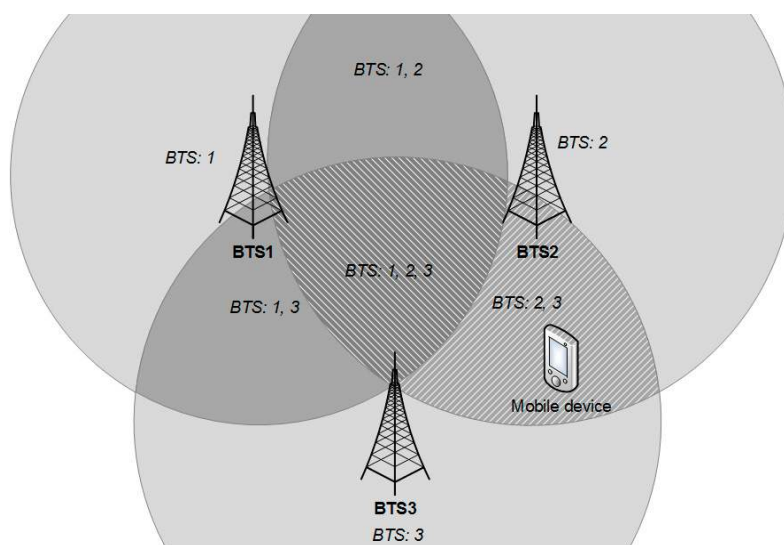 BTS: 1, 2
BTS: 1
BTS: 2
BTS1
BTS2
BTS: 1, 2, 3
BTS: 1, 3
BTS: 2, 3
Mobile device
BTS3
BTS: 3